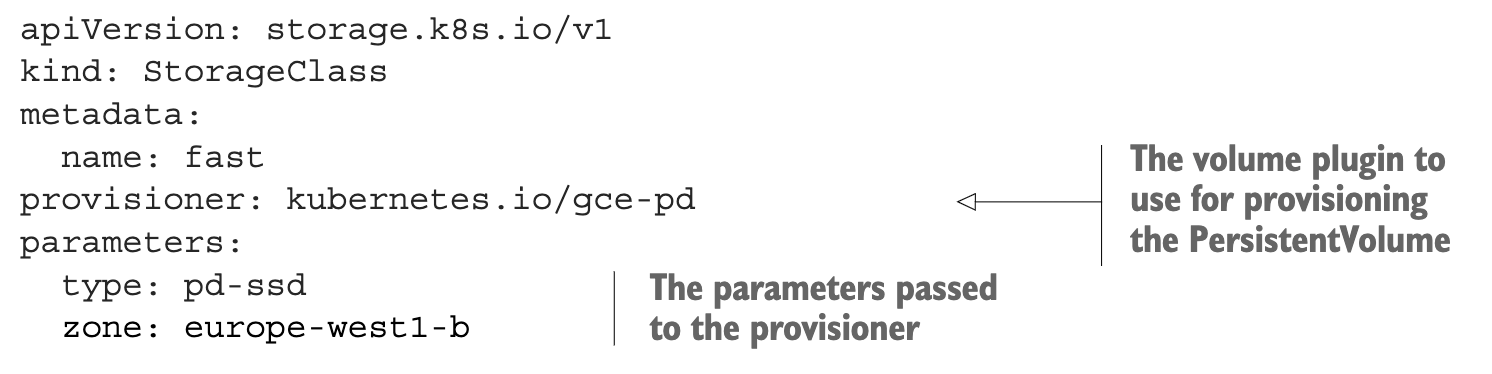 apiVersion: storage.k8s.io/v1
kind: StorageClass
metadata:
  name: fast
provisioner: kubernetes.io/gce-pd
parameters:
  type: pd-ssd
  zone: europe-west1-b
The volume plugin to
use for provisioning
the PersistentVolume
The parameters passed
to the provisioner